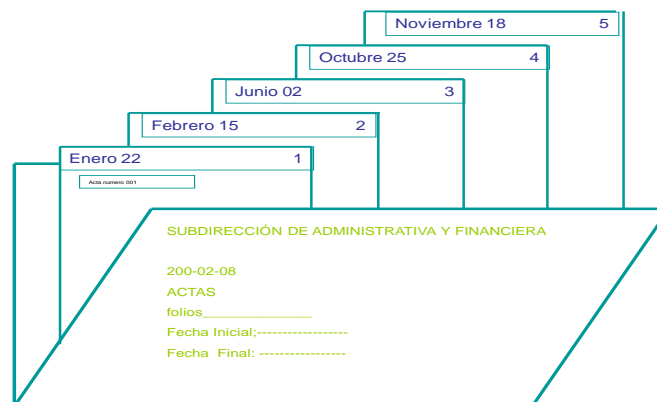 Noviembre 18 5
Octubre 25 4
Junio 02 3
Febrero 15 2
Enero 22 1
Acta numero 001
SUBDIRECCIÓN DE ADMINISTRATIVA Y FINANCIERA
200-02-08
ACTAS
folios_______________
Fecha Inicial;------------------
Fecha Final: -----------------